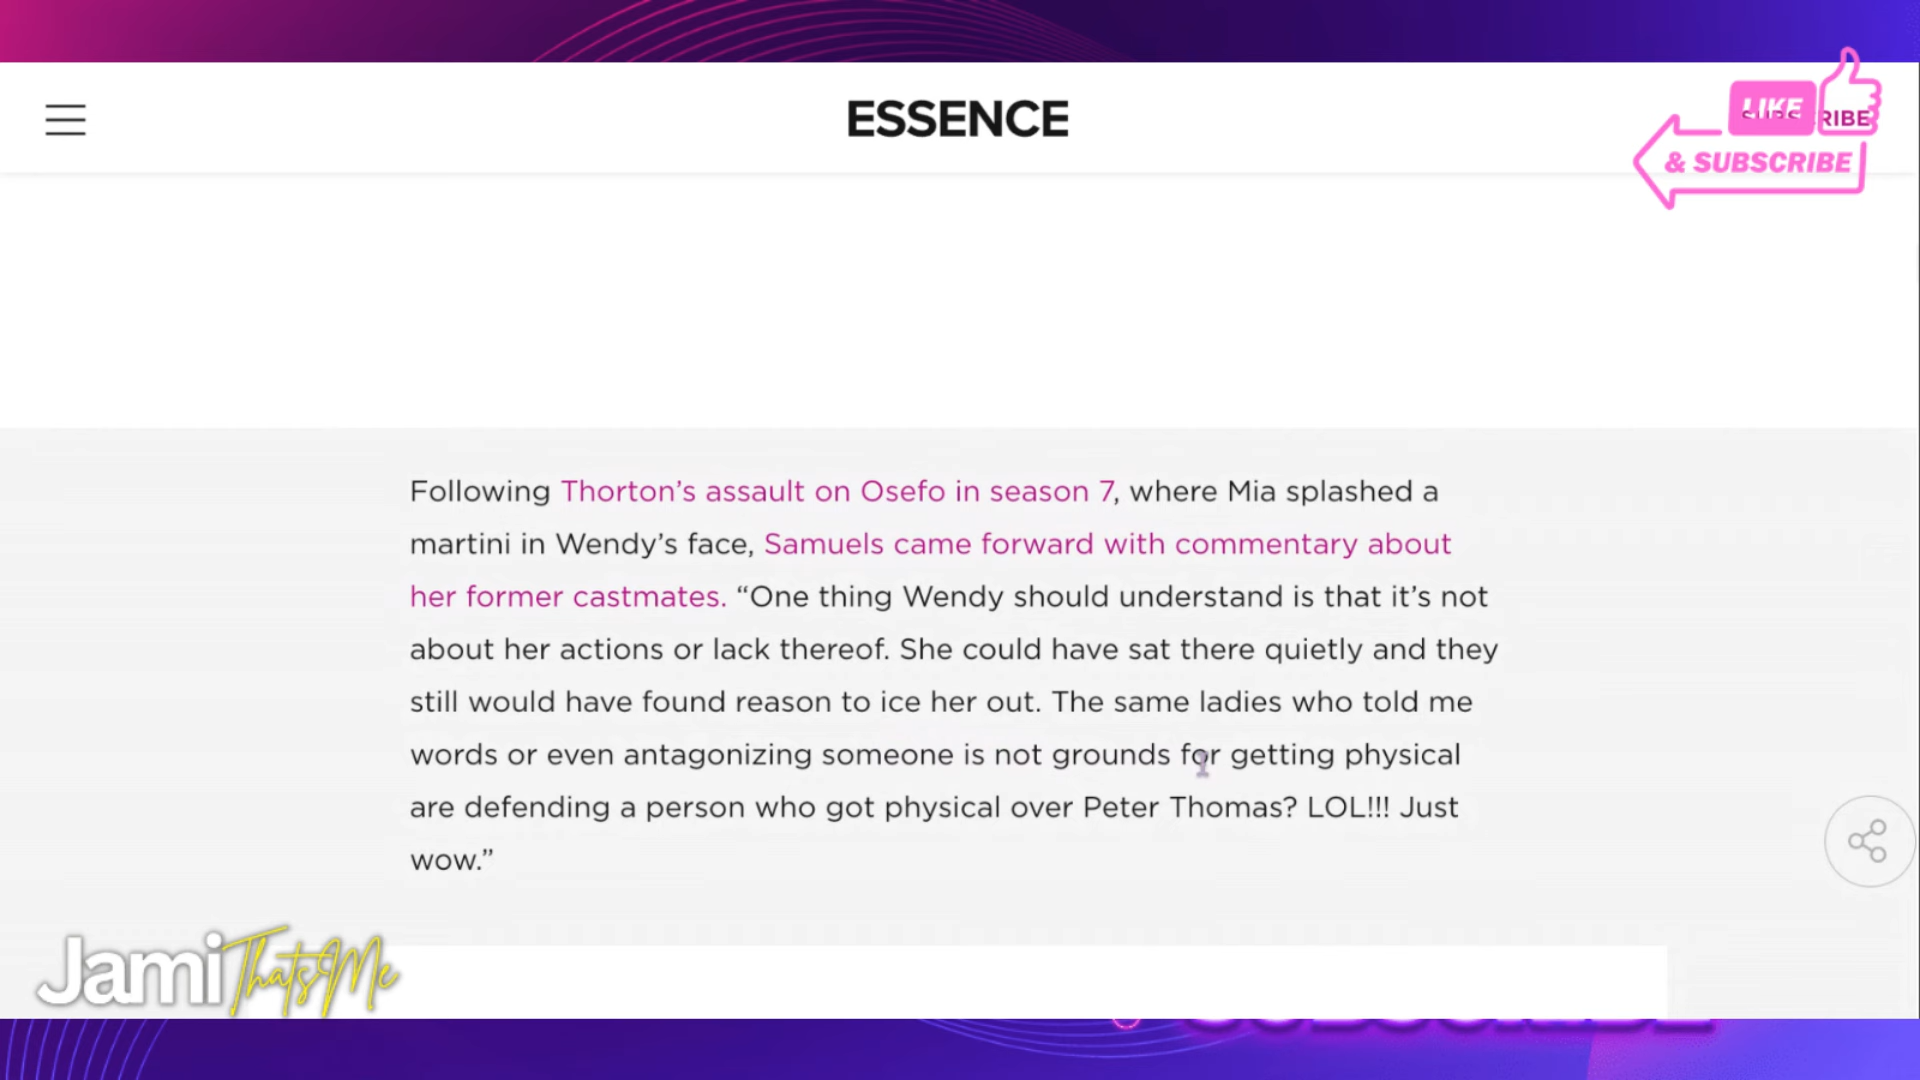 ESSENCE
LIKE
& SUBSCRIBE
Following Thorton’s assault on Osefo in season 7, where Mia splashed a
martini in Wendy’s face, Samuels came forward with commentary about
her former castmates. “One thing Wendy should understand is that it’s not
about her actions or lack thereof. She could have sat there quietly and they
still would have found reason to ice her out. The same ladies who told me
words or even antagonizing someone is not grounds for getting physical
are defending a person who got physical over Peter Thomas? LOL!!! Just
wow.”
Jami ThatsMe